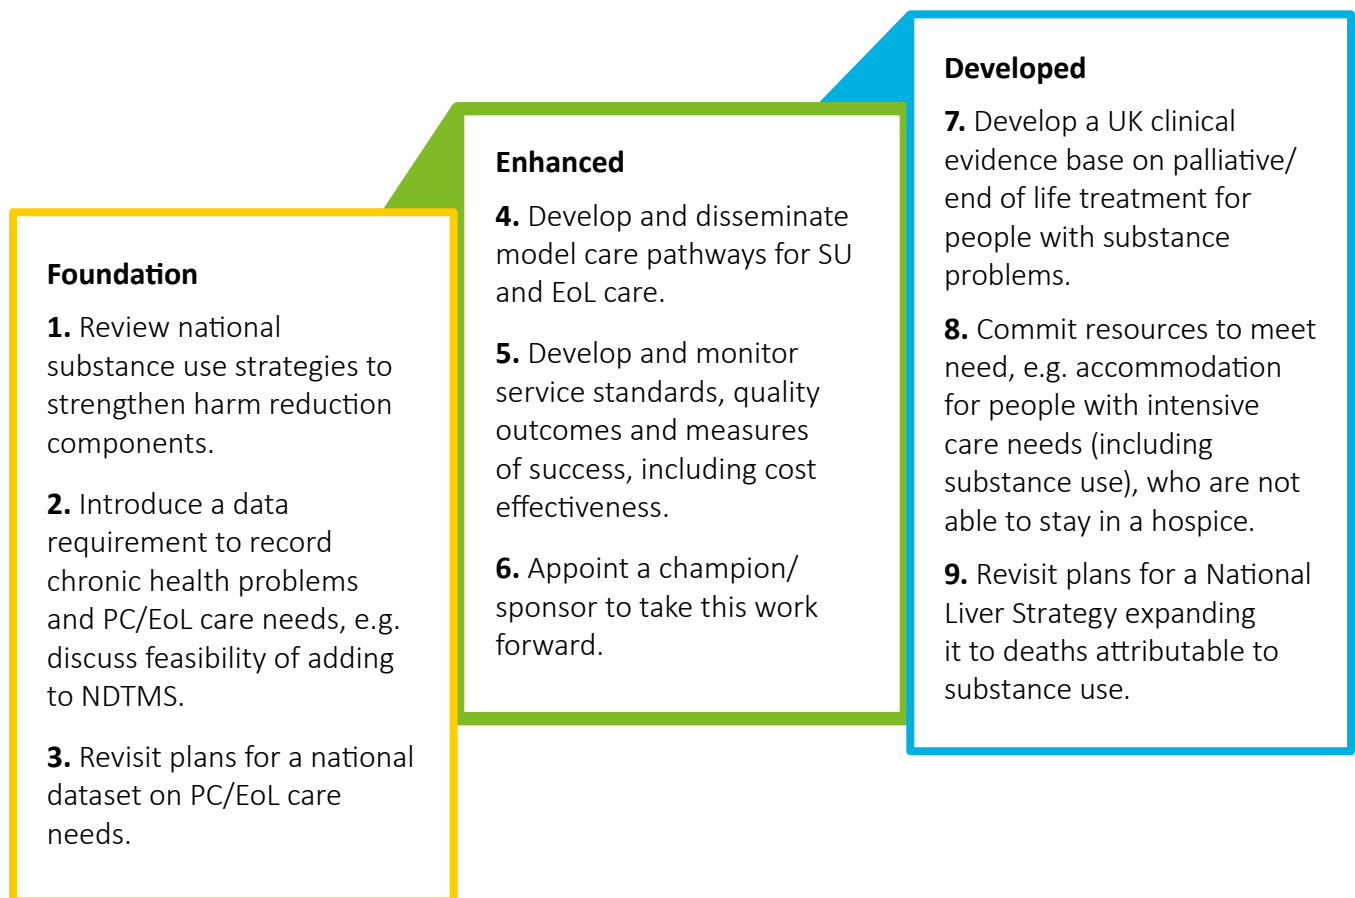 Foundation
1. Review national
substance use strategies to
strengthen harm reduction
components.
2. Introduce a data
requirement to record
chronic health problems
and PC/EoL care needs, e.g.
discuss feasibility of adding
to NDTMS.
3. Revisit plans for a national
dataset on PC/EoL care
needs.
Enhanced
4. Develop and disseminate
model care pathways for SU
and EoL care.
5. Develop and monitor
service standards, quality
outcomes and measures
of success, including cost
effectiveness.
6. Appoint a champion/
sponsor to take this work
forward.
Developed
7. Develop a UK clinical
evidence base on palliative/
end of life treatment for
people with substance
problems.
8. Commit resources to meet
need, e.g. accommodation
for people with intensive
care needs (including
substance use), who are not
able to stay in a hospice.
9. Revisit plans for a National
Liver Strategy expanding
it to deaths attributable to
substance use.